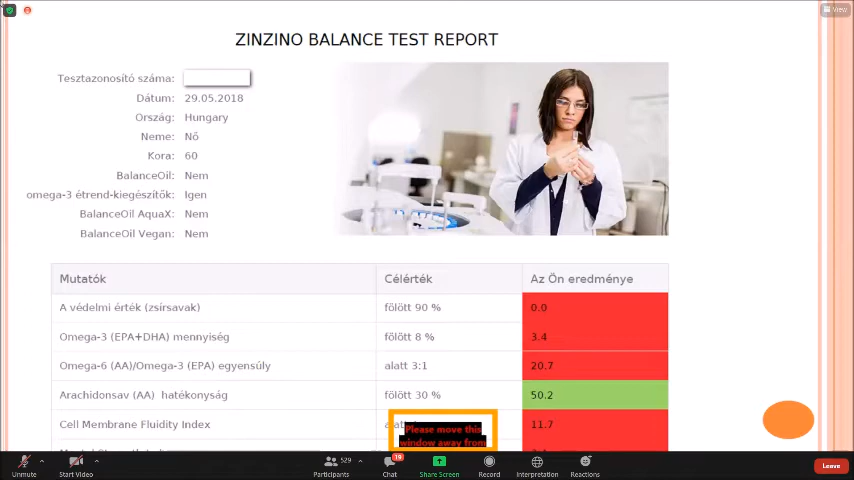 View
ZINZINO BALANCE TEST REPORT
Tesztazonosító száma:
Dátum: 29.05.2018
Ország: Hungary
Neme: Nő
Kora: 60
BalanceOil: Nem
omega-3 étrend-kiegészítők: Igen
BalanceOil AquaX: Nem
BalanceOil Vegan: Nem
Mutatók Célérték Az Ön eredménye
A védelmi érték (zsírsavak) fölött 90 % 0.0
Omega-3 (EPA+DHA) mennyiség fölött 8 % 3.4
Omega-6 (AA)/Omega-3 (EPA) egyensúly alatt 3:1 20.7
Arachidonsav (AA) hatékonyság fölött 30 % 50.2
Cell Membrane Fluidity Index 11.7
Please move this
window away from
529 19
Unmute Start Video Participants Chat Share Screen Record Interpretation Reactions Leave